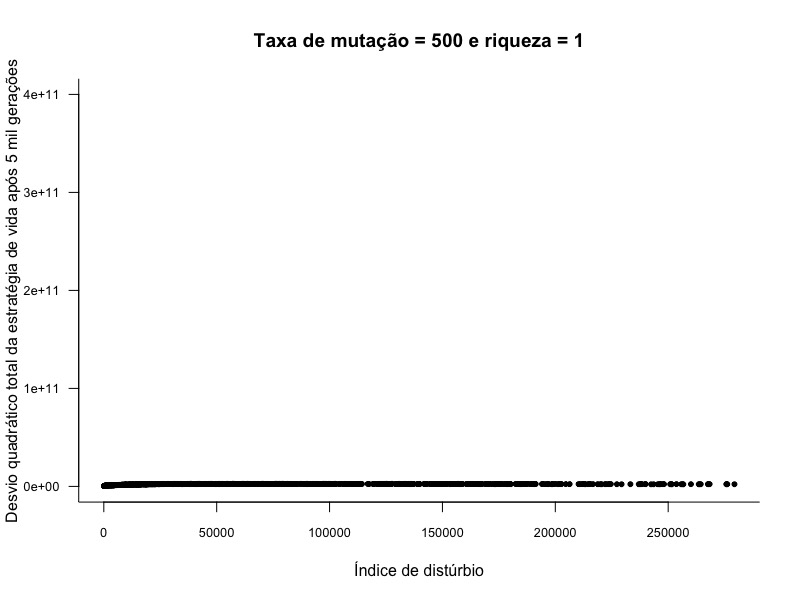 Taxa de mutação = 500 e riqueza = 1
Desvio quadrático total da estratégia de vida após 5 mil gerações
4e+11
3e+11
2e+11
1e+11
0e+00
0
50000
100000
150000
200000
250000
Índice de distúrbio